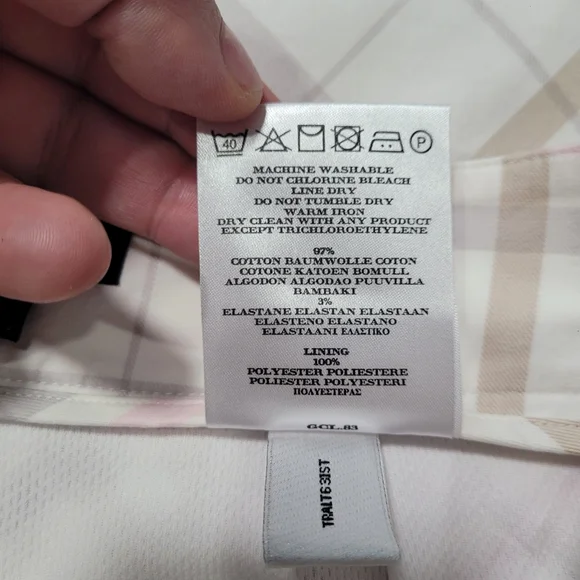 40 P
MACHINE WASHABLE
DO NOT CHLORINE BLEACH
LINE DRY
DO NOT TUMBLE DRY
WARM IRON
DRY CLEAN WITH ANY PRODUCT
EXCEPT TRICHLOROETHYLENE
97%
COTTON BAUMWOLLE COTON
COTONE KATOEN BOMULL
ALGODON ALGODAO PUUVILLA
BAMBAKI
3%
ELASTANE ELASTAN ELASTAAN
ELASTENO ELASTANO
ELASTAANI ΕΛΑΣΤΙΚΟ
LINING
100%
POLYESTER POLIESTERE
POLIESTER POLYESTERI
ΠΟΛΥΕΣΤΕΡΑΣ
GCL.83
TRALT63IST